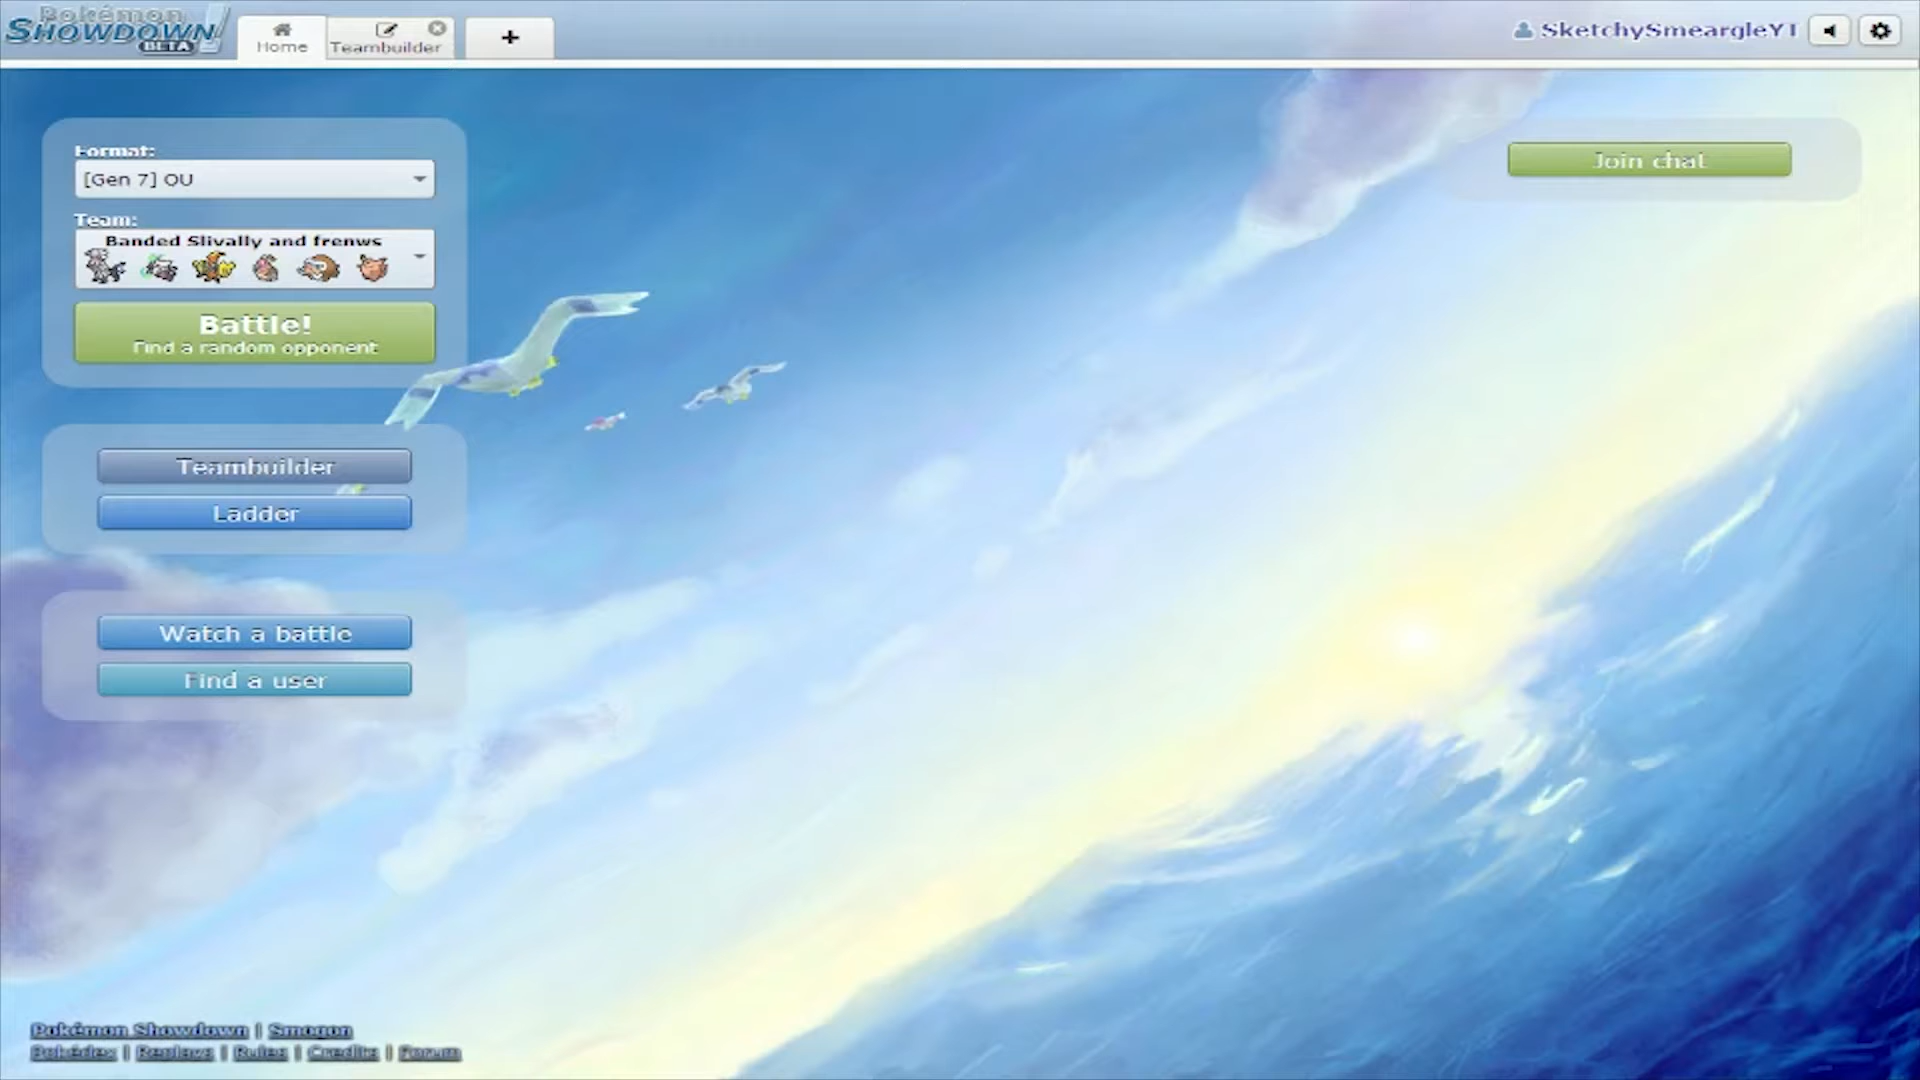 Pokémon
SHOWDOWN!
BETA
Home
Teambuilder
+
SketchySmeargleYT
Format:
[Gen 7] OU
Team:
Banded Slivally and frenws
Battle!
Find a random opponent
Join chat
Teambuilder
Ladder
Watch a battle
Find a user
Pokémon Showdown | Smogon
Pokédex | Replays | Rules | Credits | Forum